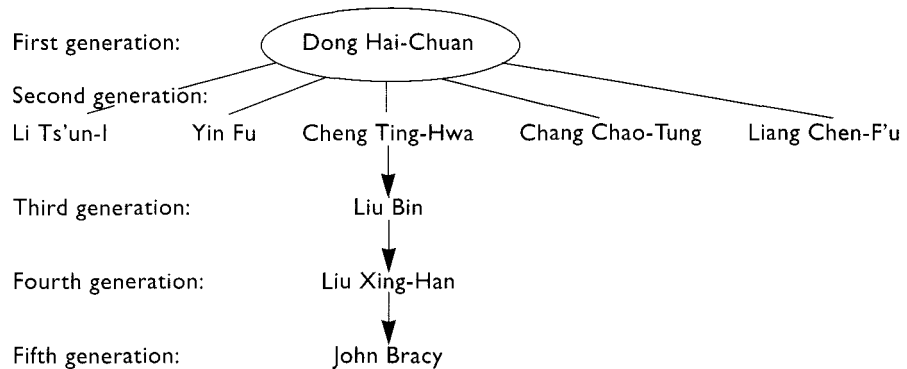 First generation: Dong Hai-Chuan
Second generation:
Li Ts'un-I Yin Fu Cheng Ting-Hwa Chang Chao-Tung Liang Chen-F'u
Third generation: Liu Bin
Fourth generation: Liu Xing-Han
Fifth generation: John Bracy